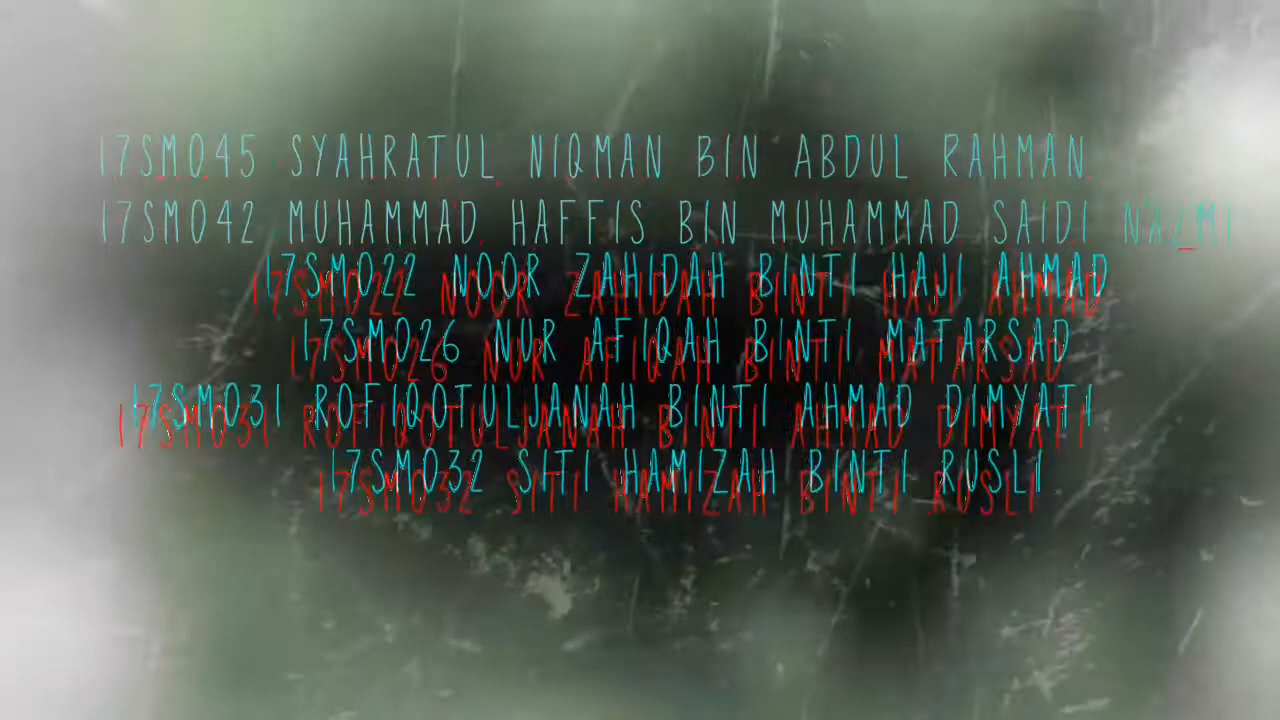 17SM045 SYAHRATUL NIQMAN BIN ABDUL RAHMAN
17SM042 MUHAMMAD HAFFIS BIN MUHAMMAD SAIDI NAZMI
17SM022 NOOR ZAHIDAH BINTI HAJI AHMAD
17SM026 NUR AFIQAH BINTI MATARSAD
17SM031 ROFIQOTULJANAH BINTI AHMAD DIMYATI
17SM032 SITI HAMIZAH BINTI RUSLI